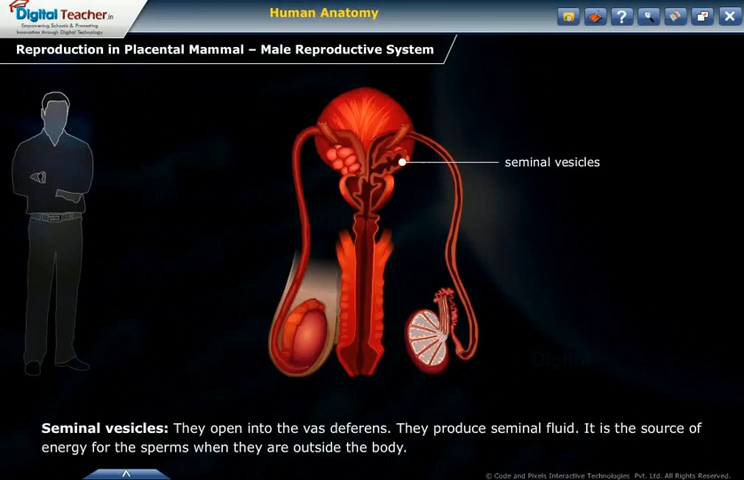 Digital Teacher.in
Empowering Schools & Promoting
Innovation through Digital Technology
Human Anatomy
Reproduction in Placental Mammal – Male Reproductive System
seminal vesicles
Seminal vesicles: They open into the vas deferens. They produce seminal fluid. It is the source of
energy for the sperms when they are outside the body.
© Code and Pixels Interactive Technologies Pvt. Ltd. All Rights Reserved.